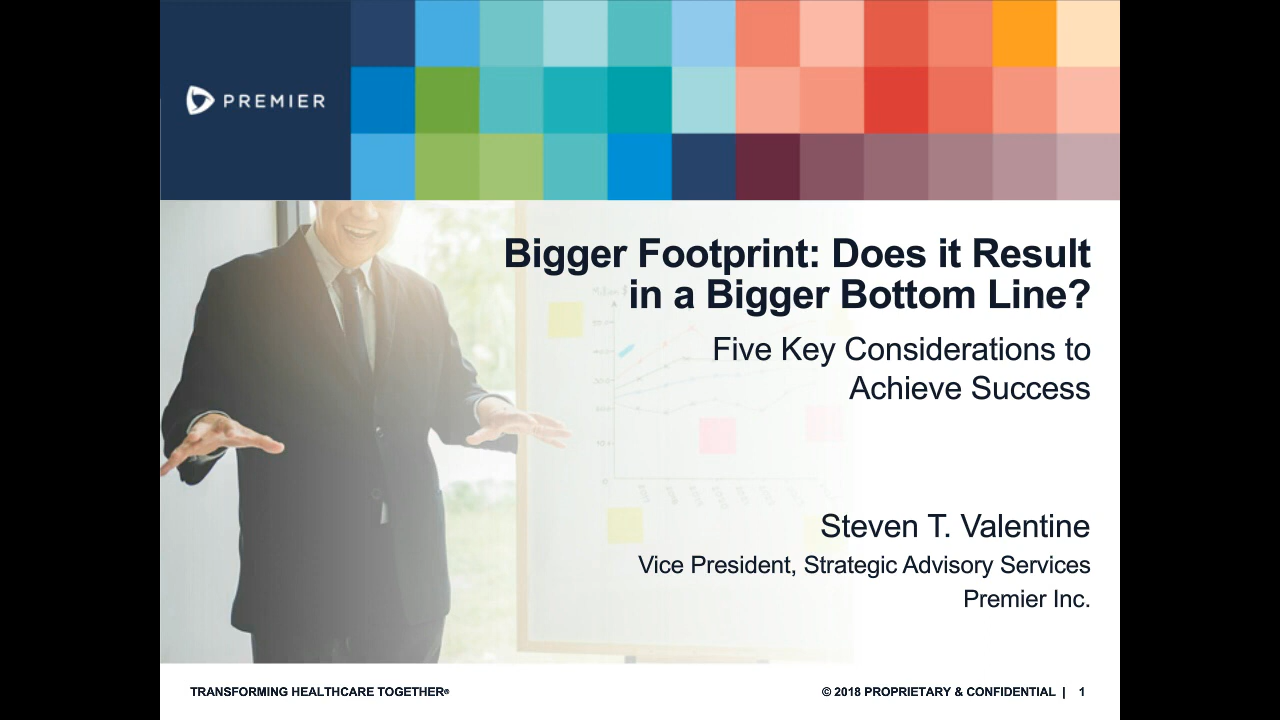 PREMIER
Bigger Footprint: Does it Result
in a Bigger Bottom Line?
Five Key Considerations to
Achieve Success
Steven T. Valentine
Vice President, Strategic Advisory Services
Premier Inc.
TRANSFORMING HEALTHCARE TOGETHER®
© 2018 PROPRIETARY & CONFIDENTIAL | 1